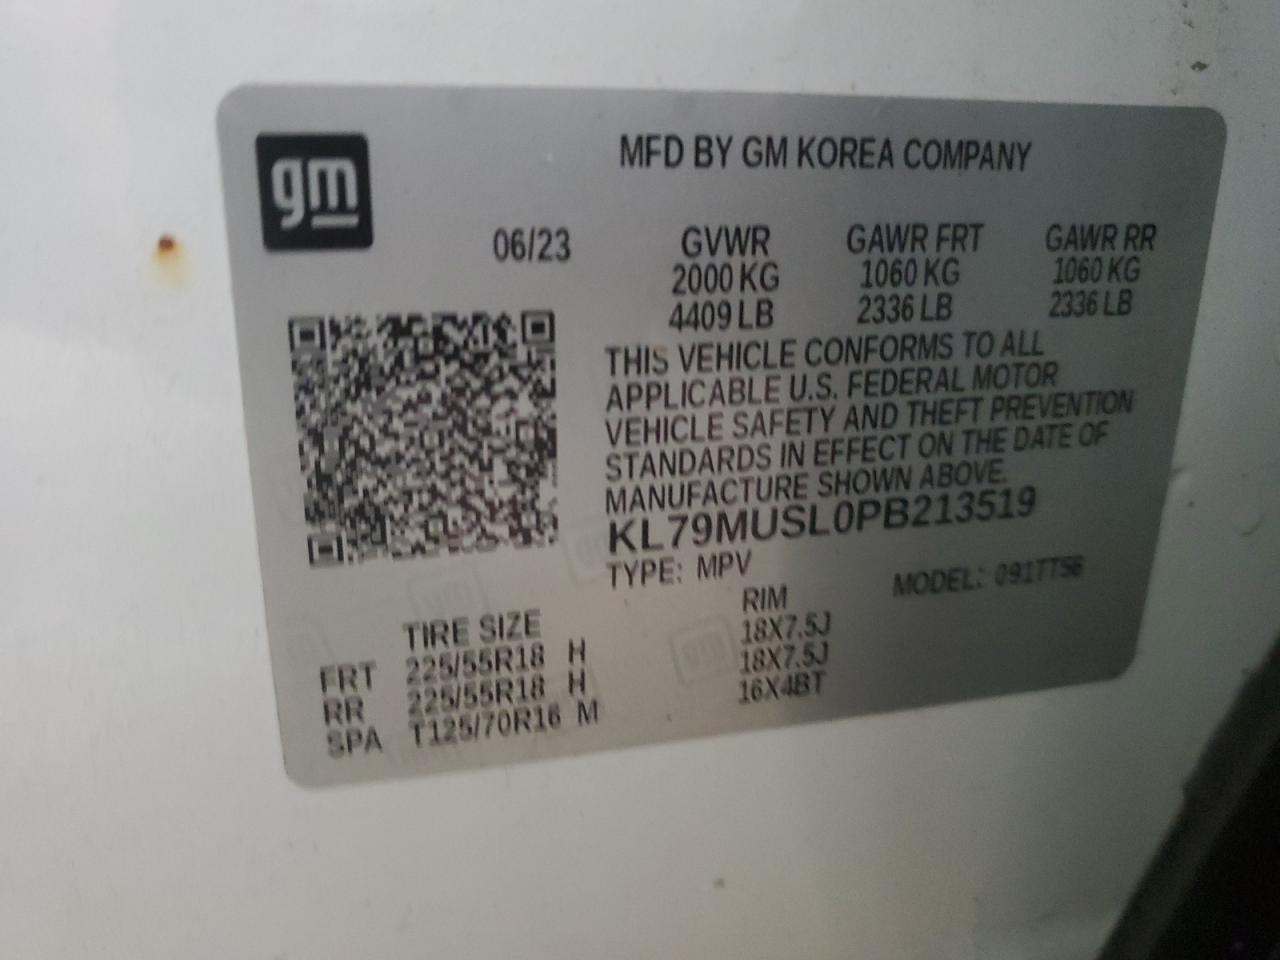 gm
MFD BY GM KOREA COMPANY
06/23 GVWR GAWR FRT GAWR RR
2000 KG 1060 KG 1060 KG
4409 LB 2336 LB 2336 LB
THIS VEHICLE CONFORMS TO ALL
APPLICABLE U.S. FEDERAL MOTOR
VEHICLE SAFETY AND THEFT PREVENTION
STANDARDS IN EFFECT ON THE DATE OF
MANUFACTURE SHOWN ABOVE.
KL79MUSL0PB213519
TYPE: MPV MODEL: 091TT56
TIRE SIZE RIM
FRT 225/55R18 H 18X7.5J
RR 225/55R18 H 18X7.5J
SPA T125/70R16 M 16X4BT